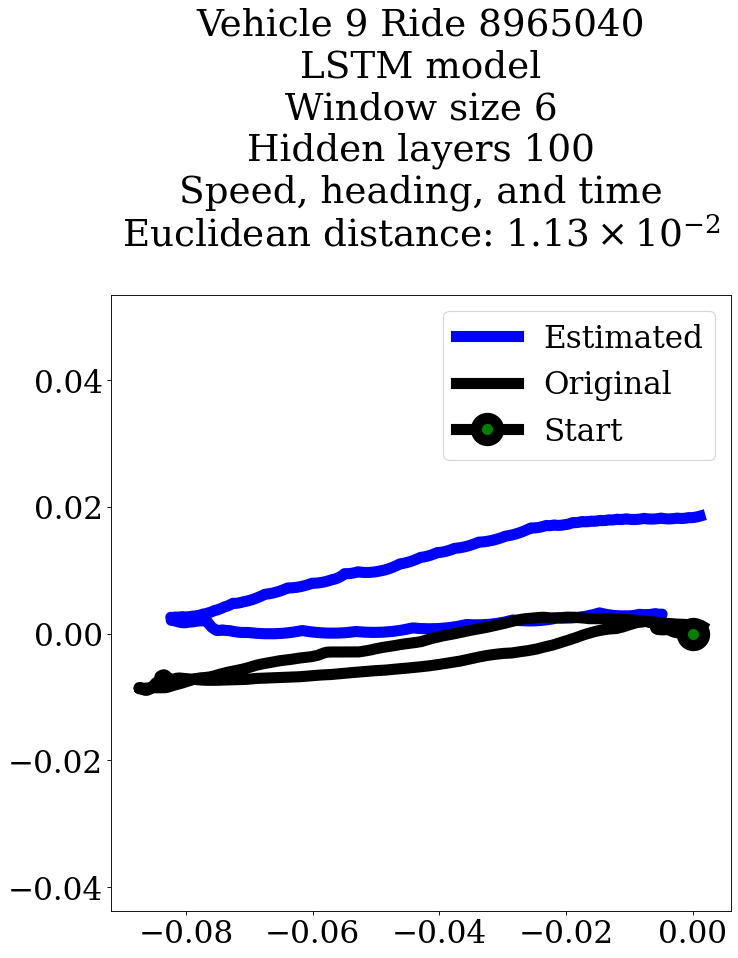 Vehicle 9 Ride 8965040
LSTM model
Window size 6
Hidden layers 100
Speed, heading, and time
Euclidean distance: 1.13 × 10⁻²
Estimated
Original
Start
0.04
0.02
0.00
−0.02
−0.04
−0.08 −0.06 −0.04 −0.02 0.00